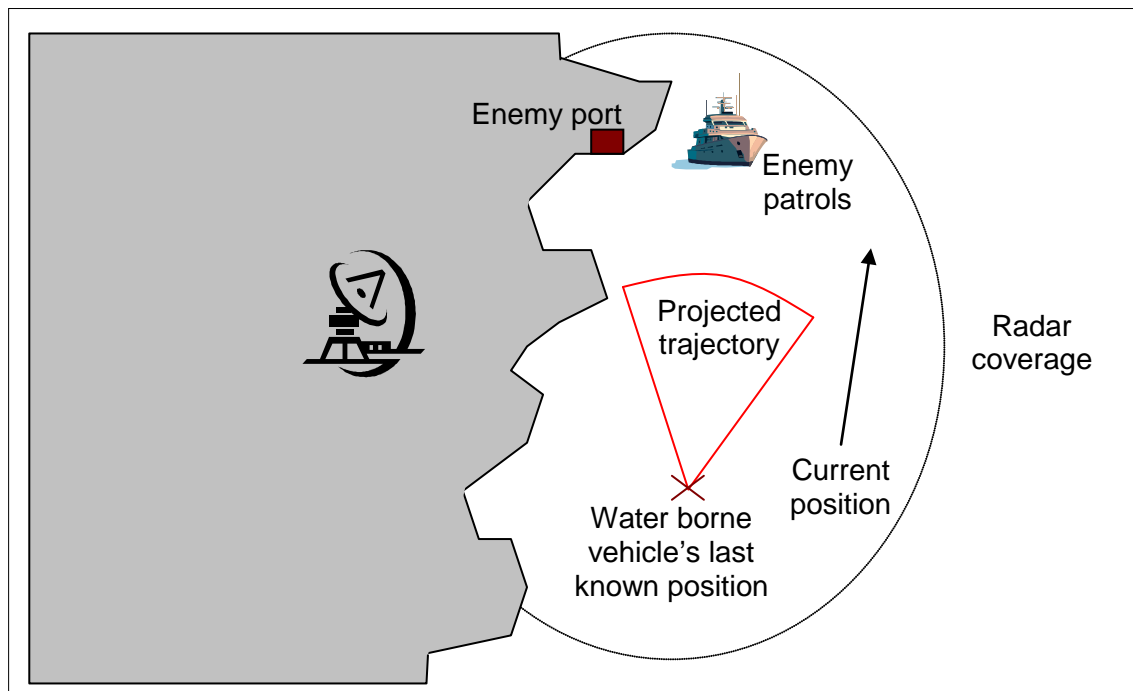 Enemy port
Enemy
patrols
Projected
trajectory
Radar
coverage
Current
position
Water borne
vehicle's last
known position